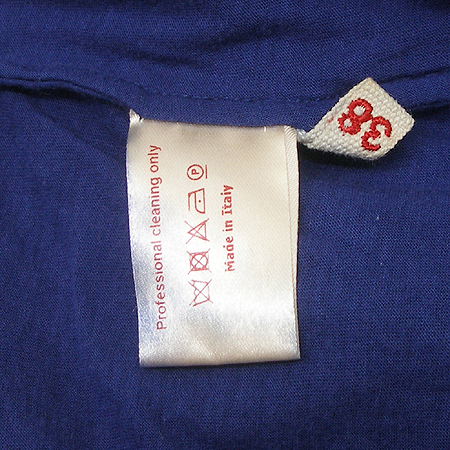 Professional cleaning only
Made in Italy
38